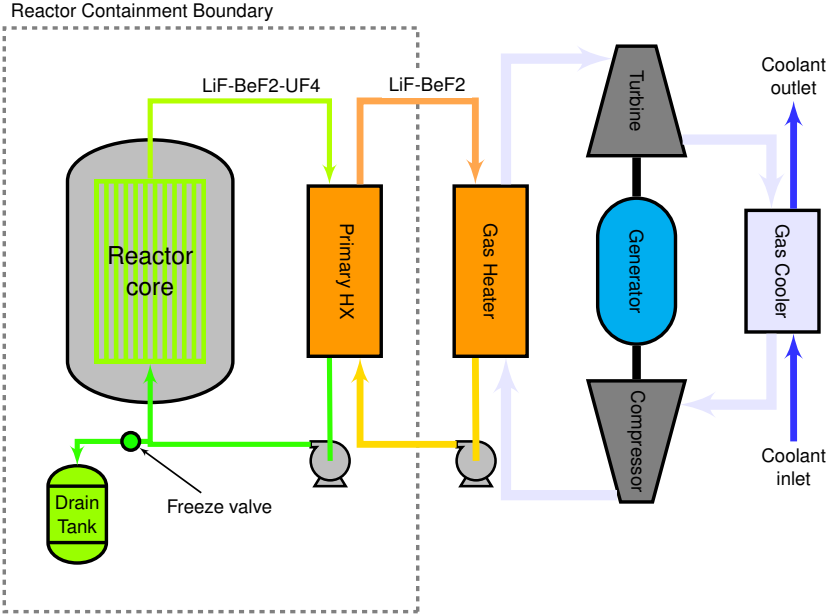 Reactor Containment Boundary
LiF-BeF2-UF4
LiF-BeF2
Turbine
Coolant
outlet
Reactor
core
Primary HX
Gas Heater
Generator
Gas Cooler
Compressor
Coolant
inlet
Drain
Tank
Freeze valve